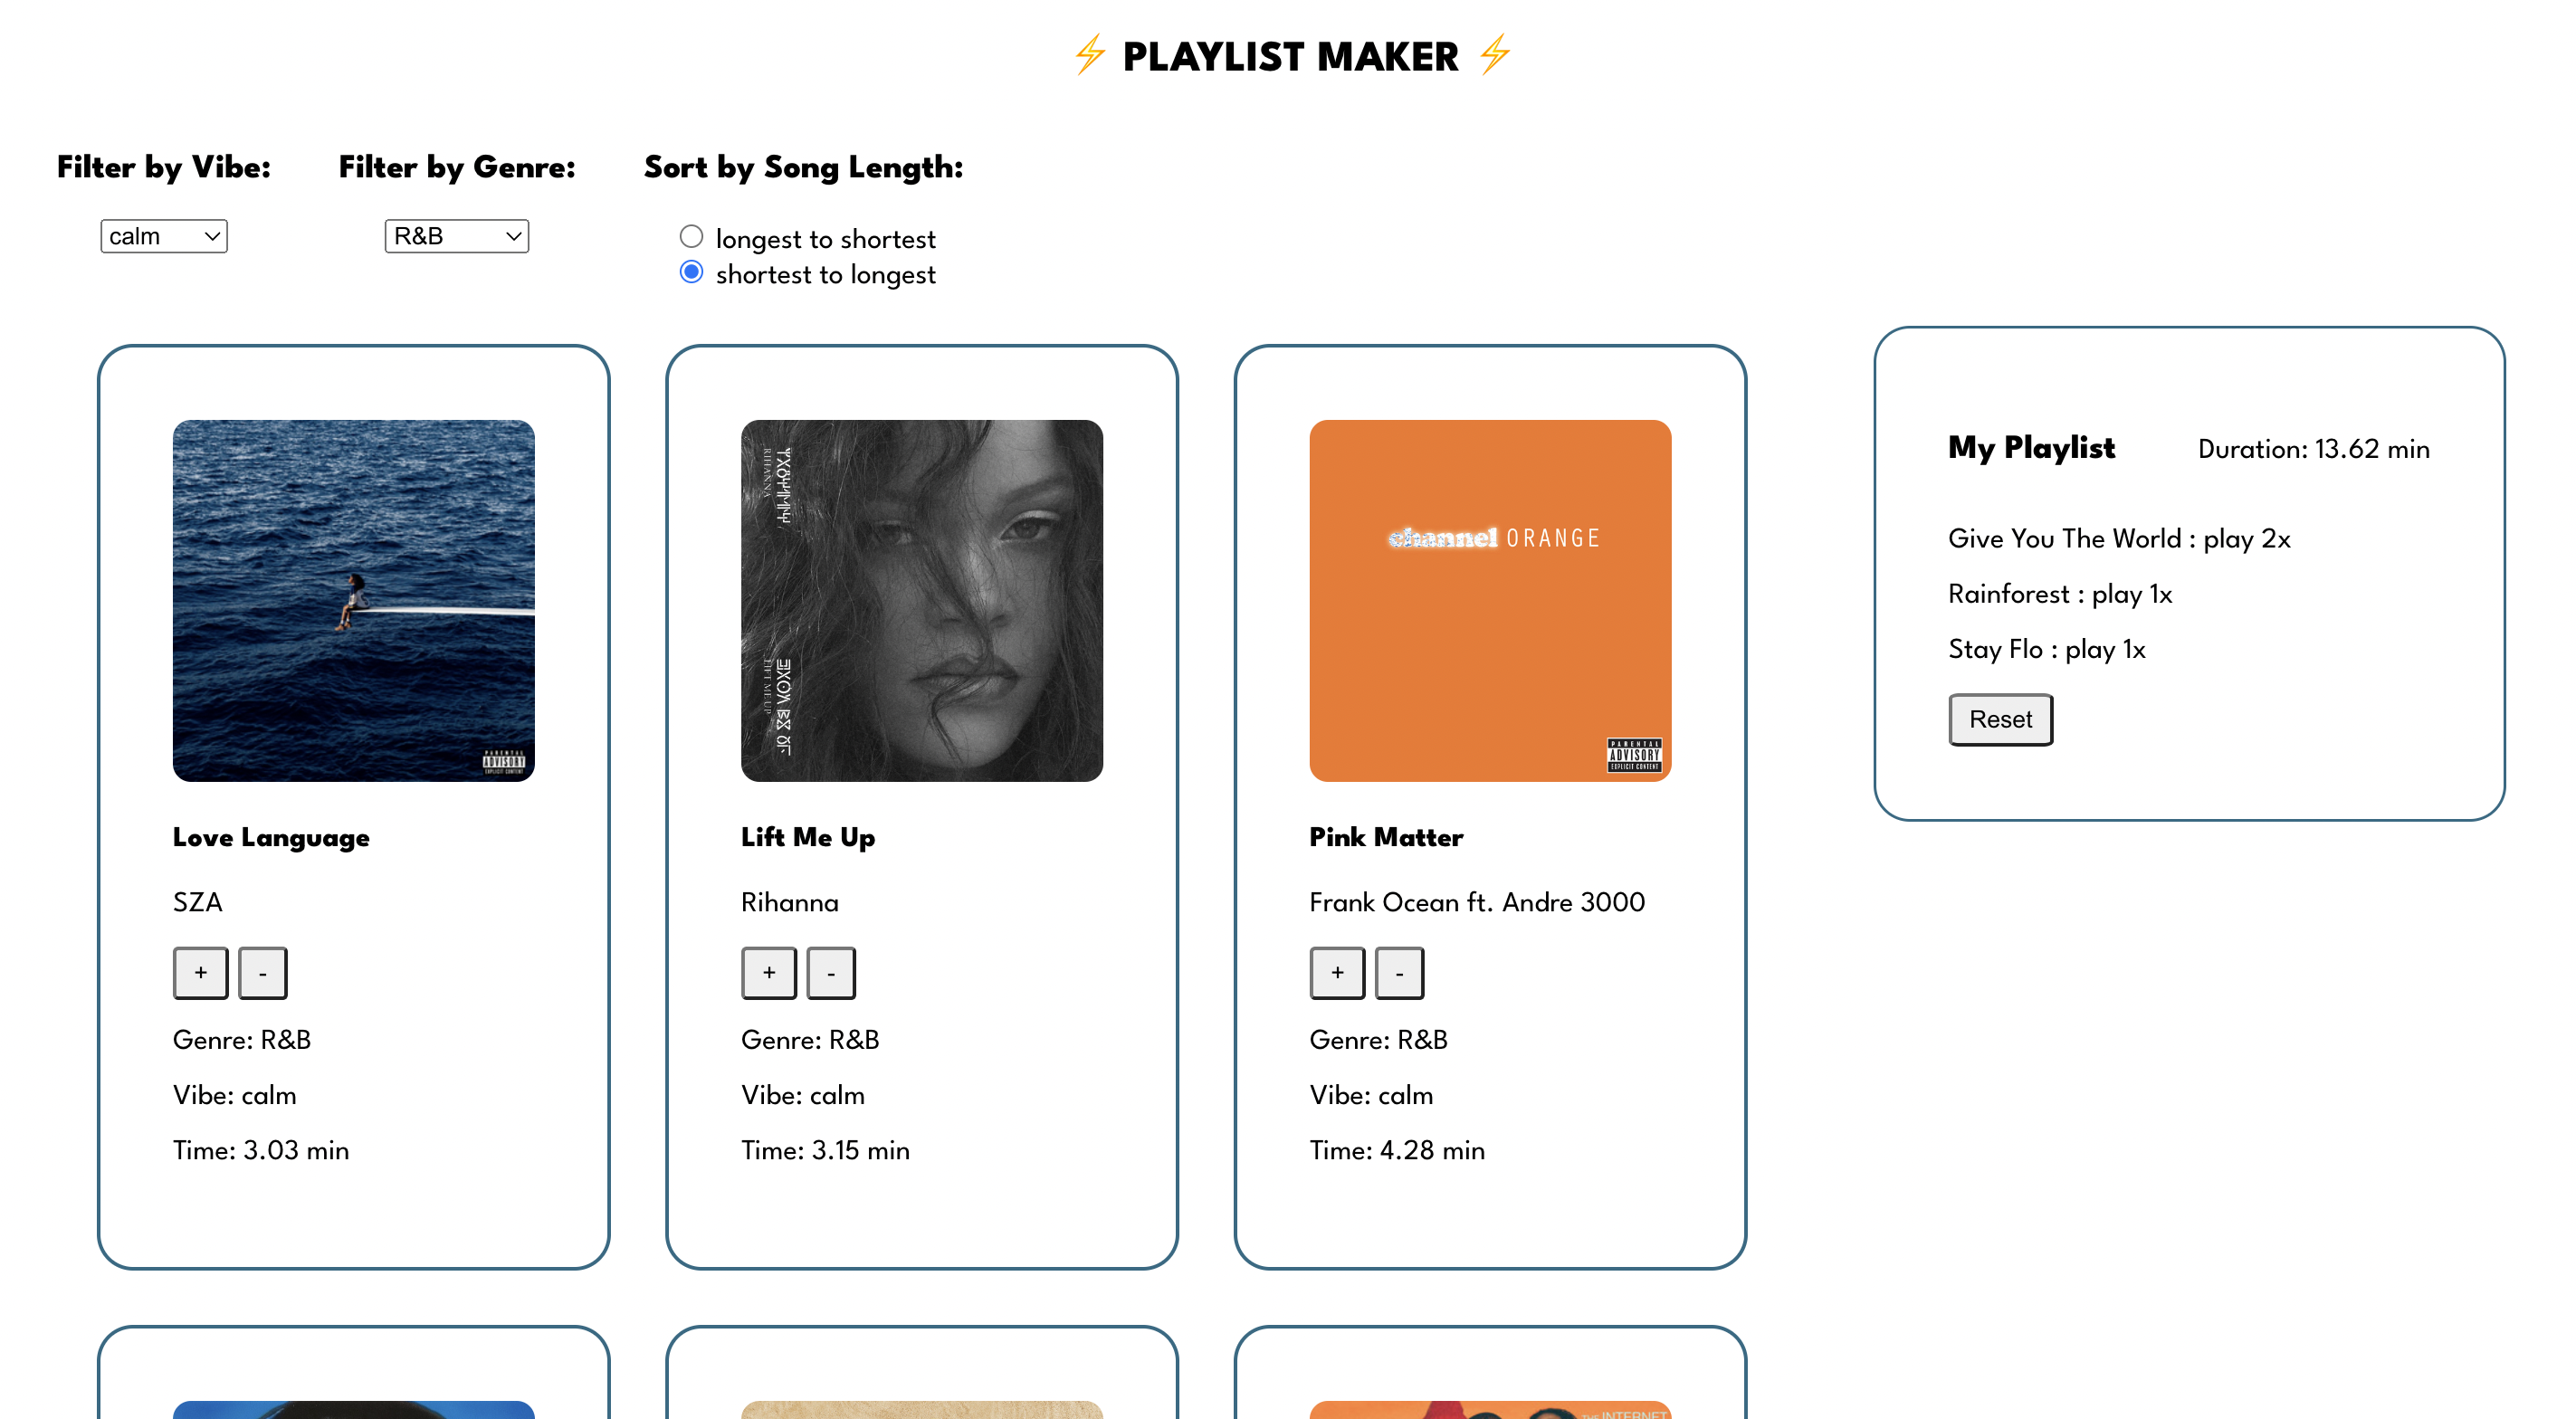 ⚡ PLAYLIST MAKER ⚡
Filter by Vibe:
calm
Filter by Genre:
R&B
Sort by Song Length:
longest to shortest
shortest to longest
PARENTAL
ADVISORY
EXPLICIT CONTENT
Love Language
SZA
+ -
Genre: R&B
Vibe: calm
Time: 3.03 min
RIHANNA
LIFT ME UP
Lift Me Up
Rihanna
+ -
Genre: R&B
Vibe: calm
Time: 3.15 min
channel ORANGE
PARENTAL
ADVISORY
EXPLICIT CONTENT
Pink Matter
Frank Ocean ft. Andre 3000
+ -
Genre: R&B
Vibe: calm
Time: 4.28 min
My Playlist
Duration: 13.62 min
Give You The World : play 2x
Rainforest : play 1x
Stay Flo : play 1x
Reset
THE INTERNET